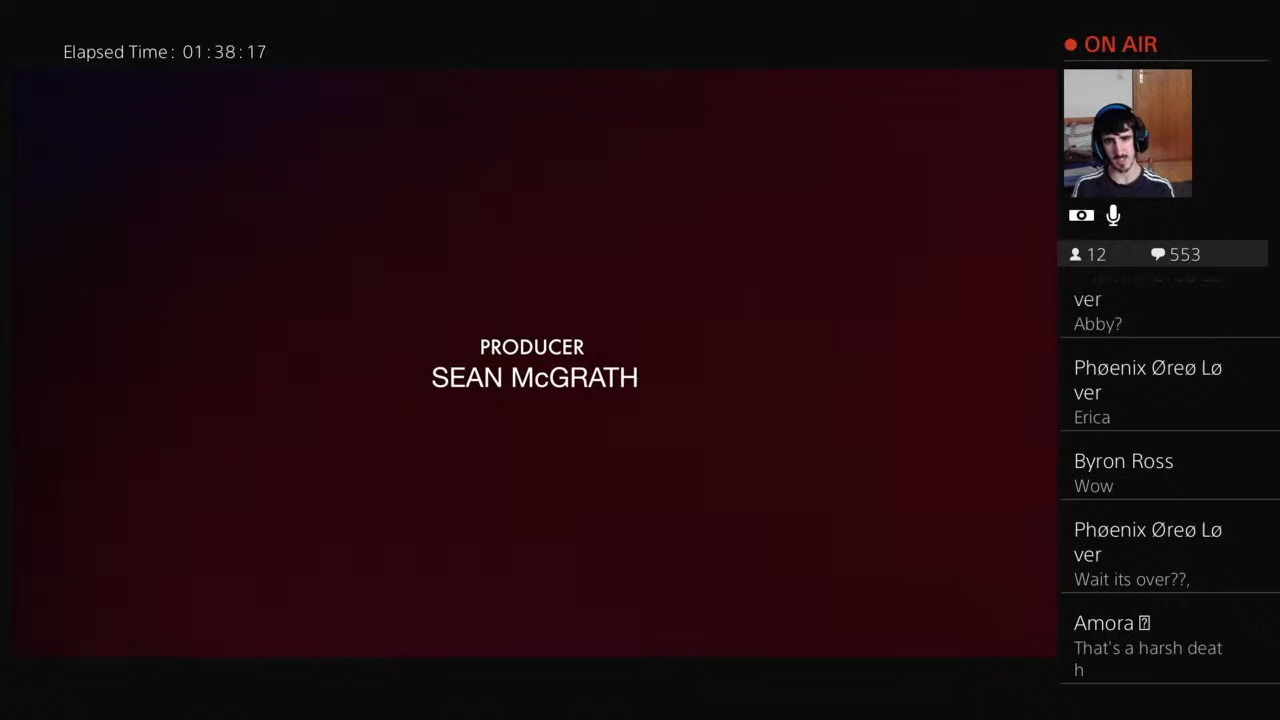 Elapsed Time: 01:38:17
ON AIR
12 553
ver
Abby?
Phøenix Øreø Lø
ver
Erica
Byron Ross
Wow
Phøenix Øreø Lø
ver
Wait its over??,
Amora
That's a harsh deat
h
PRODUCER
SEAN McGRATH